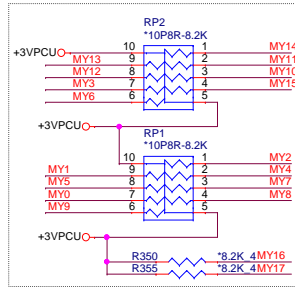 RP2
*10P8R-8.2K
+3VPCU 10 1 MY14
MY13 9 2 MY11
MY12 8 3 MY10
MY3 7 4 MY15
MY6 6 5
+3VPCU
RP1
*10P8R-8.2K
10 1 MY2
MY1 9 2 MY4
MY5 8 3 MY7
MY0 7 4 MY8
MY9 6 5
+3VPCU
R350 *8.2K_4 MY16
R355 *8.2K_4 MY17